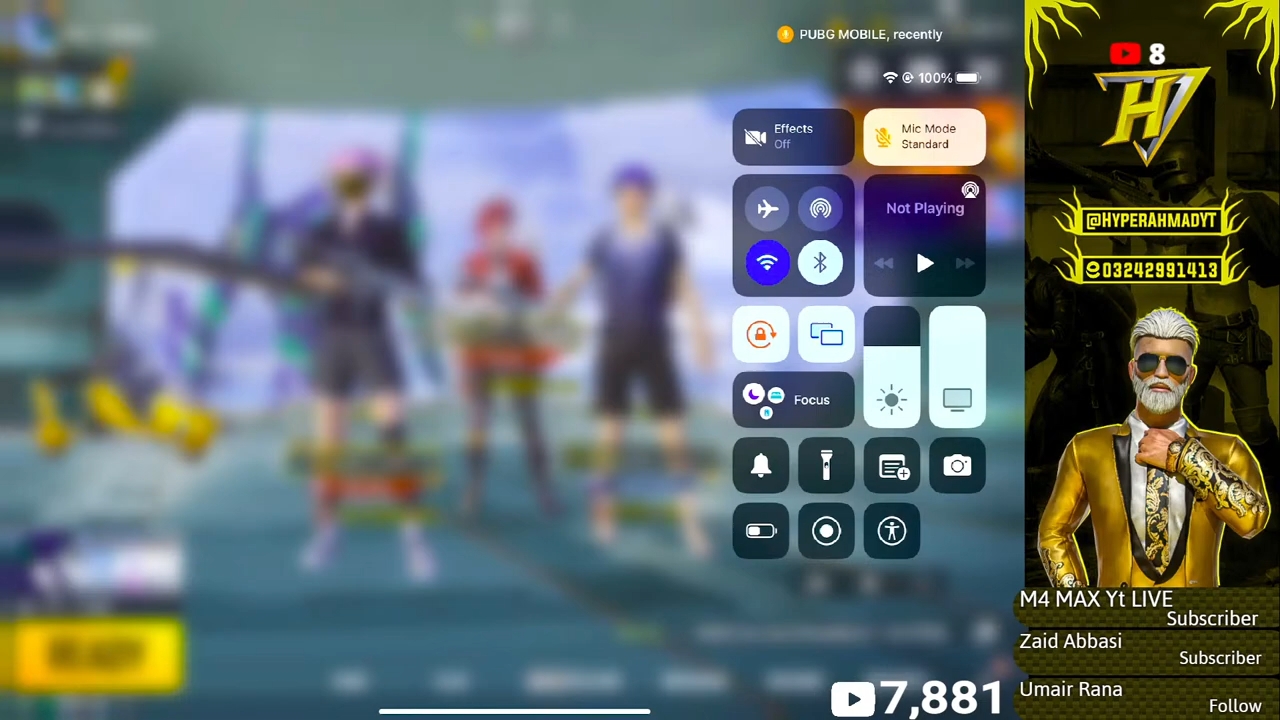 PUBG MOBILE, recently
100%
Effects
Off
Mic Mode
Standard
Not Playing
Focus
8
H
@HYPERAHMADYT
03242991413
M4 MAX Yt LIVE
Subscriber
Zaid Abbasi
Subscriber
Umair Rana
Follow
7,881